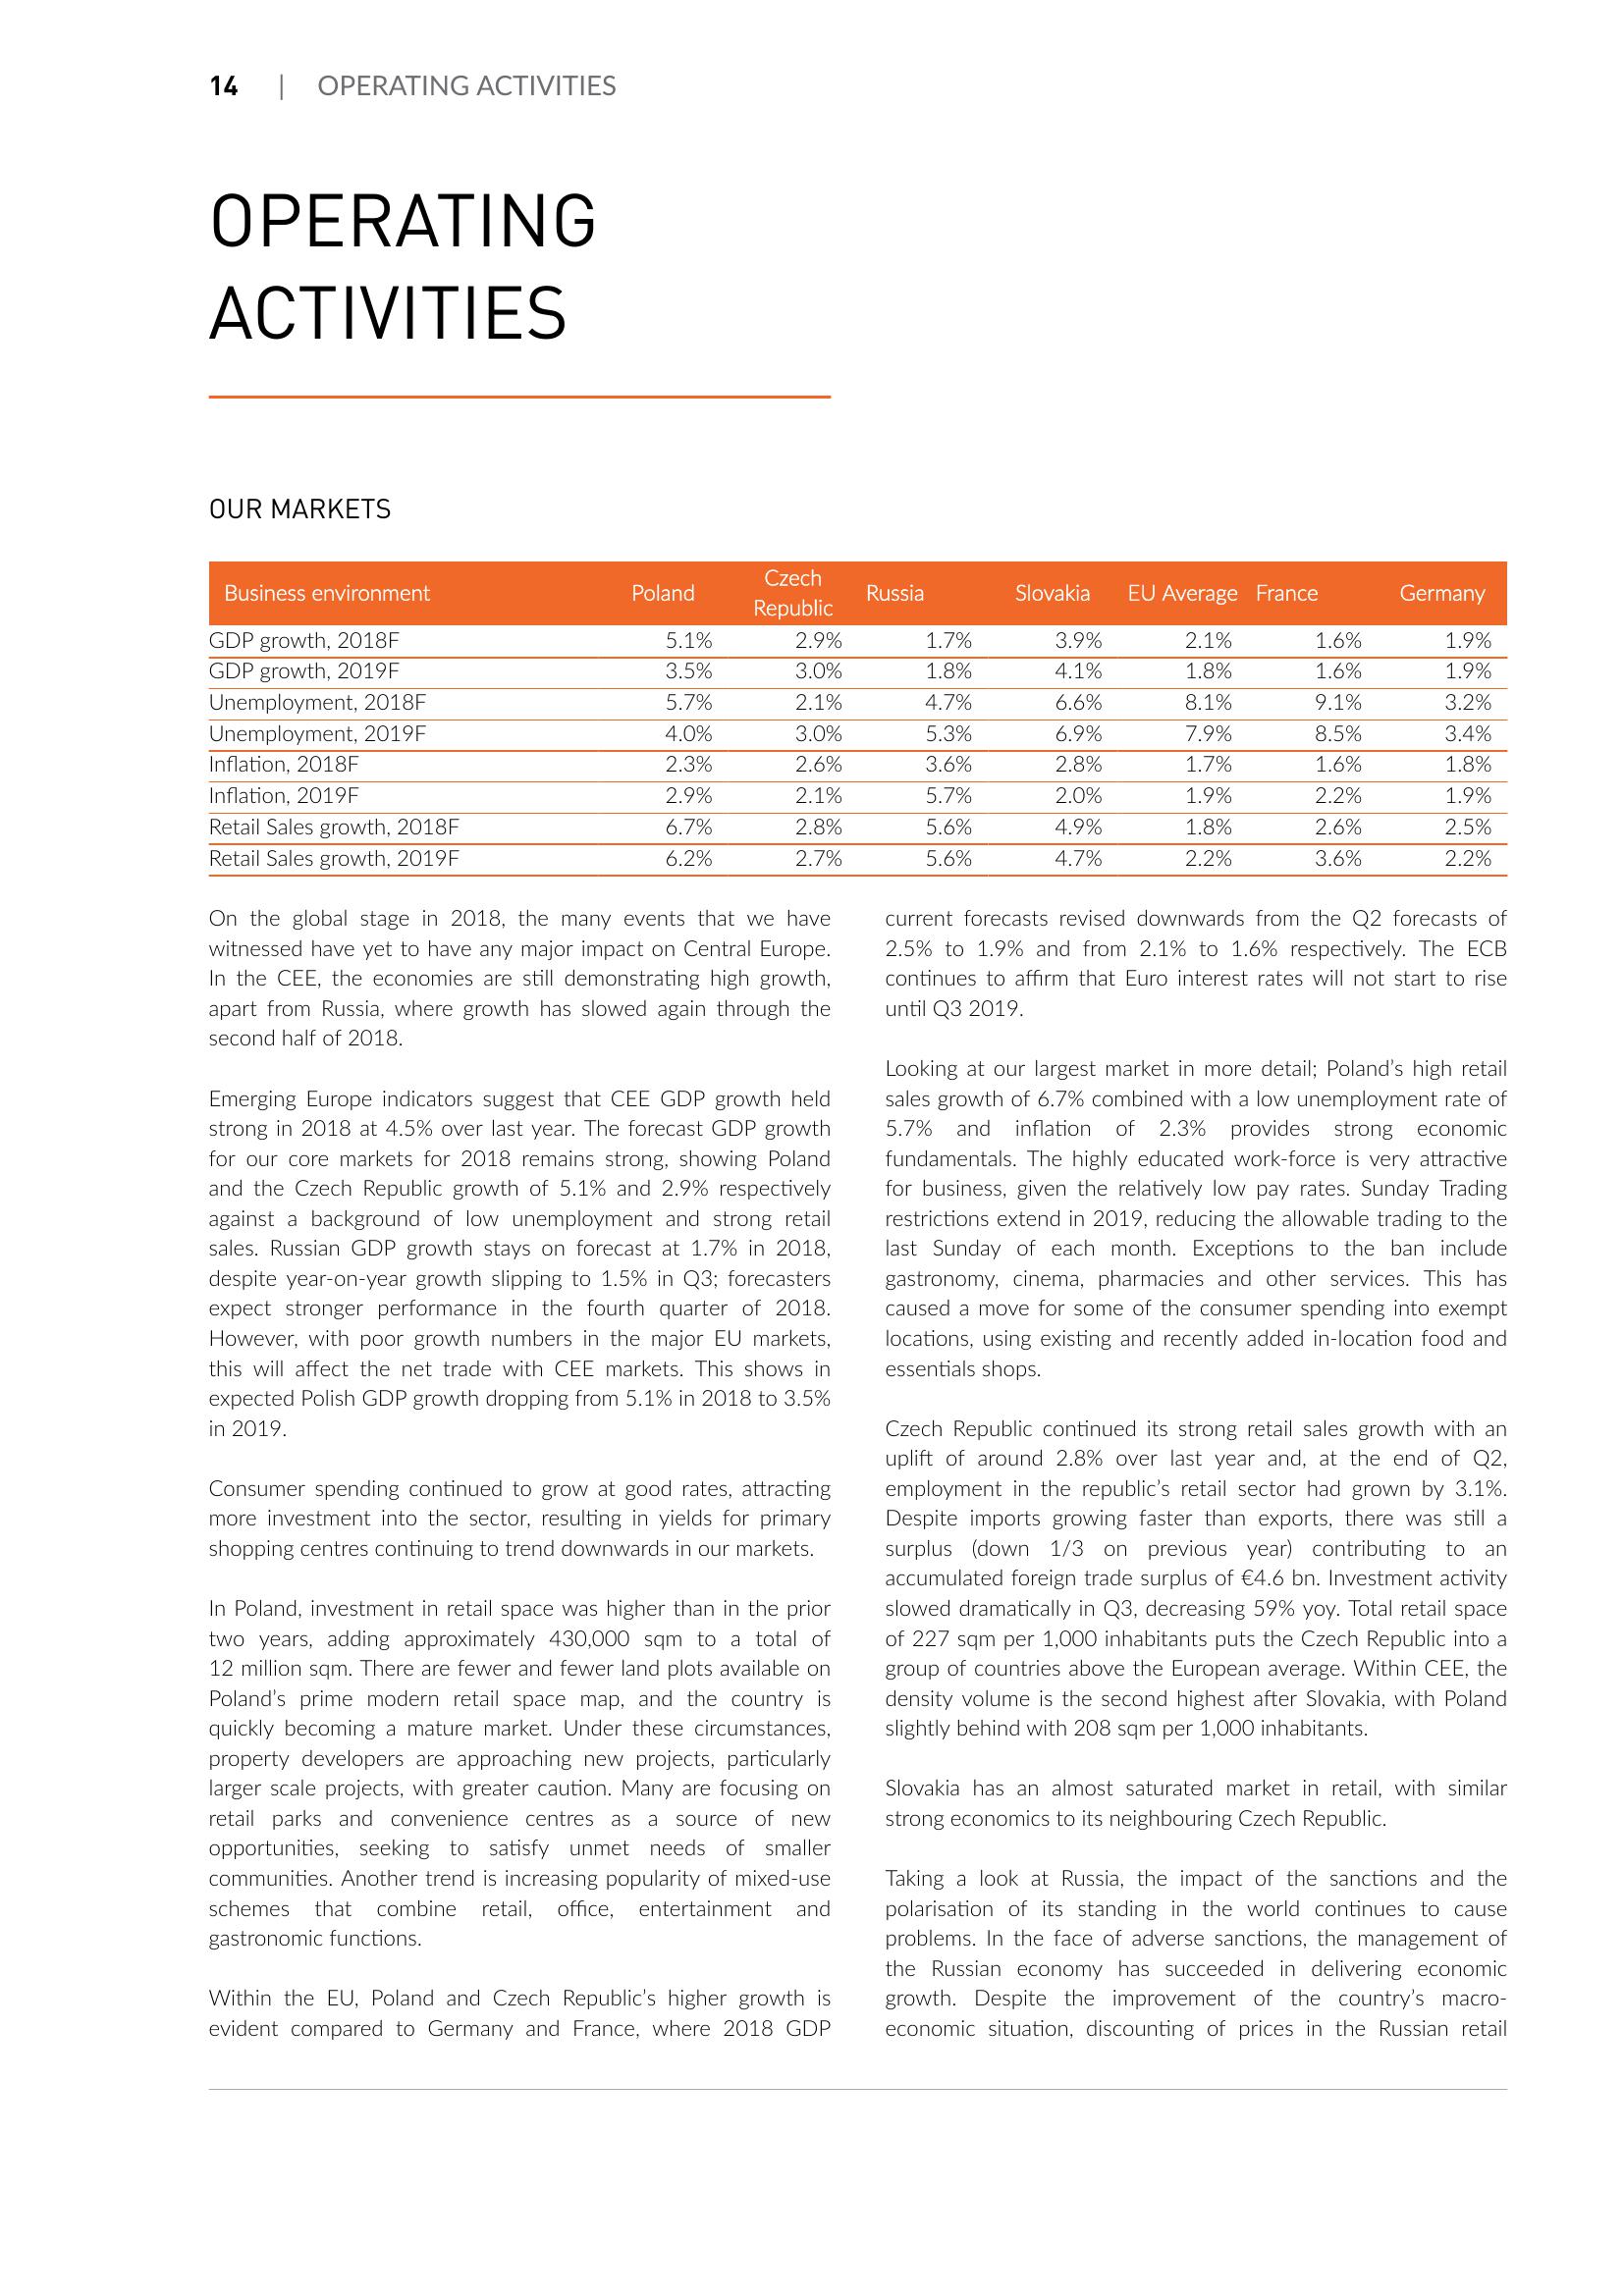 14 | OPERATING ACTIVITIES
OPERATING
ACTIVITIES
OUR MARKETS
Business environment Poland Czech Republic Russia Slovakia EU Average France Germany
GDP growth, 2018F 5.1% 2.9% 1.7% 3.9% 2.1% 1.6% 1.9%
GDP growth, 2019F 3.5% 3.0% 1.8% 4.1% 1.8% 1.6% 1.9%
Unemployment, 2018F 5.7% 2.1% 4.7% 6.6% 8.1% 9.1% 3.2%
Unemployment, 2019F 4.0% 3.0% 5.3% 6.9% 7.9% 8.5% 3.4%
Inflation, 2018F 2.3% 2.6% 3.6% 2.8% 1.7% 1.6% 1.8%
Inflation, 2019F 2.9% 2.1% 5.7% 2.0% 1.9% 2.2% 1.9%
Retail Sales growth, 2018F 6.7% 2.8% 5.6% 4.9% 1.8% 2.6% 2.5%
Retail Sales growth, 2019F 6.2% 2.7% 5.6% 4.7% 2.2% 3.6% 2.2%
On the global stage in 2018, the many events that we have
witnessed have yet to have any major impact on Central Europe.
In the CEE, the economies are still demonstrating high growth,
apart from Russia, where growth has slowed again through the
second half of 2018.
Emerging Europe indicators suggest that CEE GDP growth held
strong in 2018 at 4.5% over last year. The forecast GDP growth
for our core markets for 2018 remains strong, showing Poland
and the Czech Republic growth of 5.1% and 2.9% respectively
against a background of low unemployment and strong retail
sales. Russian GDP growth stays on forecast at 1.7% in 2018,
despite year-on-year growth slipping to 1.5% in Q3; forecasters
expect stronger performance in the fourth quarter of 2018.
However, with poor growth numbers in the major EU markets,
this will affect the net trade with CEE markets. This shows in
expected Polish GDP growth dropping from 5.1% in 2018 to 3.5%
in 2019.
Consumer spending continued to grow at good rates, attracting
more investment into the sector, resulting in yields for primary
shopping centres continuing to trend downwards in our markets.
In Poland, investment in retail space was higher than in the prior
two years, adding approximately 430,000 sqm to a total of
12 million sqm. There are fewer and fewer land plots available on
Poland's prime modern retail space map, and the country is
quickly becoming a mature market. Under these circumstances,
property developers are approaching new projects, particularly
larger scale projects, with greater caution. Many are focusing on
retail parks and convenience centres as a source of new
opportunities, seeking to satisfy unmet needs of smaller
communities. Another trend is increasing popularity of mixed-use
schemes that combine retail, office, entertainment and
gastronomic functions.
Within the EU, Poland and Czech Republic's higher growth is
evident compared to Germany and France, where 2018 GDP
current forecasts revised downwards from the Q2 forecasts of
2.5% to 1.9% and from 2.1% to 1.6% respectively. The ECB
continues to affirm that Euro interest rates will not start to rise
until Q3 2019.
Looking at our largest market in more detail; Poland's high retail
sales growth of 6.7% combined with a low unemployment rate of
5.7% and inflation of 2.3% provides strong economic
fundamentals. The highly educated work-force is very attractive
for business, given the relatively low pay rates. Sunday Trading
restrictions extend in 2019, reducing the allowable trading to the
last Sunday of each month. Exceptions to the ban include
gastronomy, cinema, pharmacies and other services. This has
caused a move for some of the consumer spending into exempt
locations, using existing and recently added in-location food and
essentials shops.
Czech Republic continued its strong retail sales growth with an
uplift of around 2.8% over last year and, at the end of Q2,
employment in the republic's retail sector had grown by 3.1%.
Despite imports growing faster than exports, there was still a
surplus (down 1/3 on previous year) contributing to an
accumulated foreign trade surplus of €4.6 bn. Investment activity
slowed dramatically in Q3, decreasing 59% yoy. Total retail space
of 227 sqm per 1,000 inhabitants puts the Czech Republic into a
group of countries above the European average. Within CEE, the
density volume is the second highest after Slovakia, with Poland
slightly behind with 208 sqm per 1,000 inhabitants.
Slovakia has an almost saturated market in retail, with similar
strong economics to its neighbouring Czech Republic.
Taking a look at Russia, the impact of the sanctions and the
polarisation of its standing in the world continues to cause
problems. In the face of adverse sanctions, the management of
the Russian economy has succeeded in delivering economic
growth. Despite the improvement of the country's macro-
economic situation, discounting of prices in the Russian retail